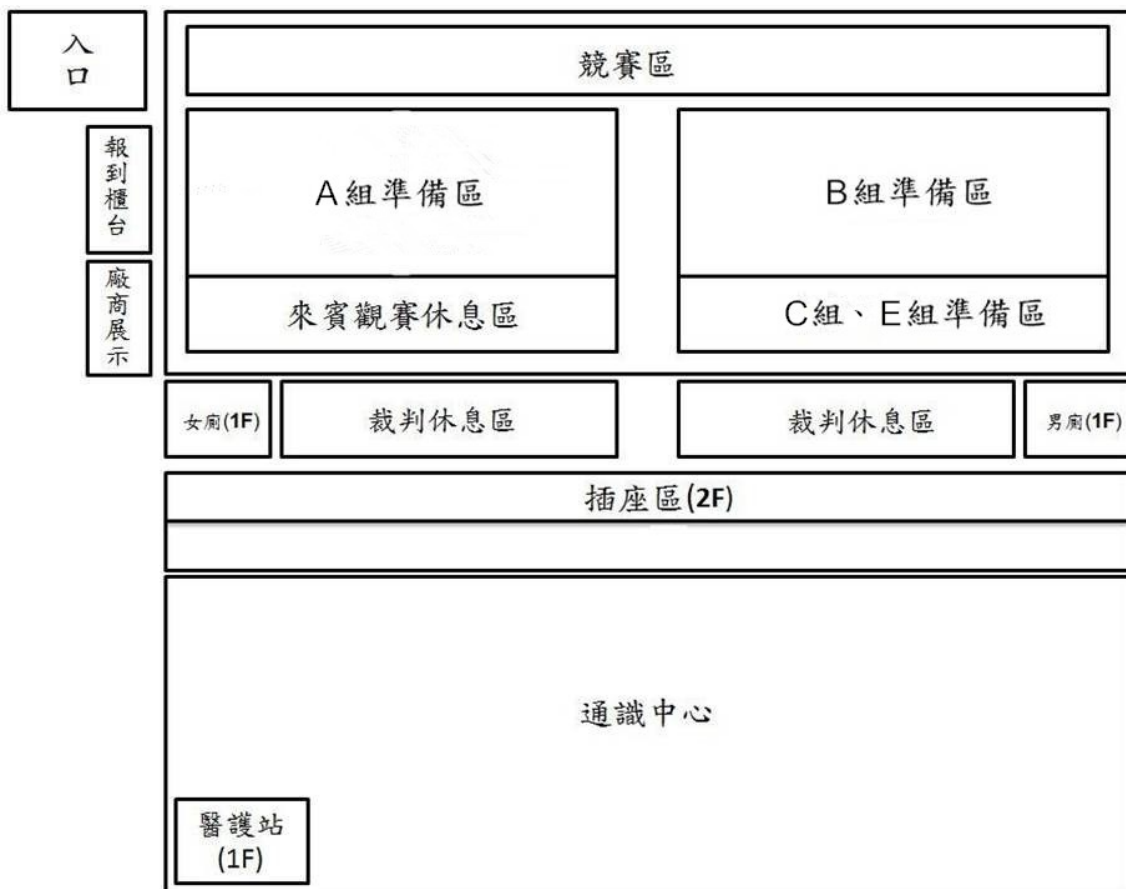 入
口
競賽區
報
到
櫃
台
A組準備區
B組準備區
廠
商
展
示
來賓觀賽休息區
C組、E組準備區
女廁(1F)
裁判休息區
裁判休息區
男廁(1F)
插座區(2F)
通識中心
醫護站
(1F)